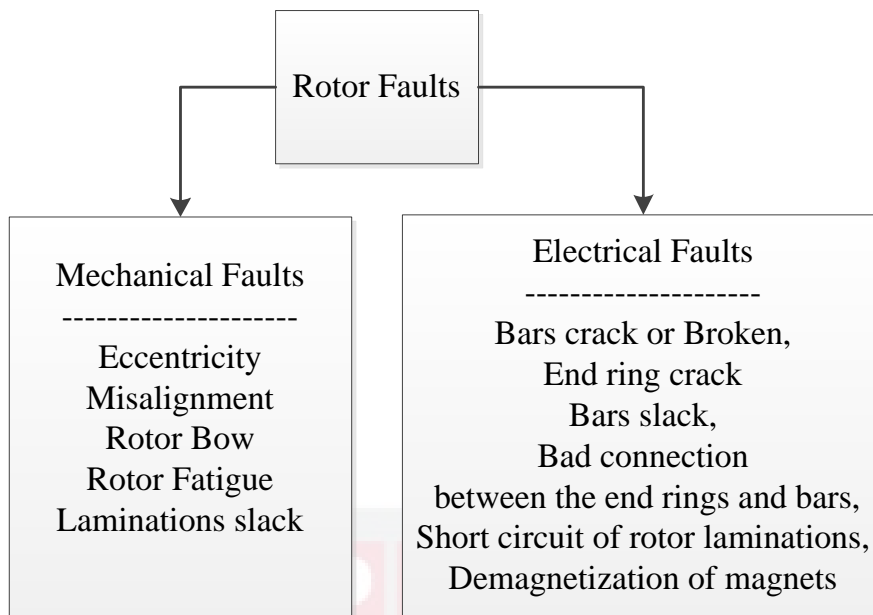 Rotor Faults
Mechanical Faults
---------------------
Eccentricity
Misalignment
Rotor Bow
Rotor Fatigue
Laminations slack
Electrical Faults
---------------------
Bars crack or Broken,
End ring crack
Bars slack,
Bad connection
between the end rings and bars,
Short circuit of rotor laminations,
Demagnetization of magnets